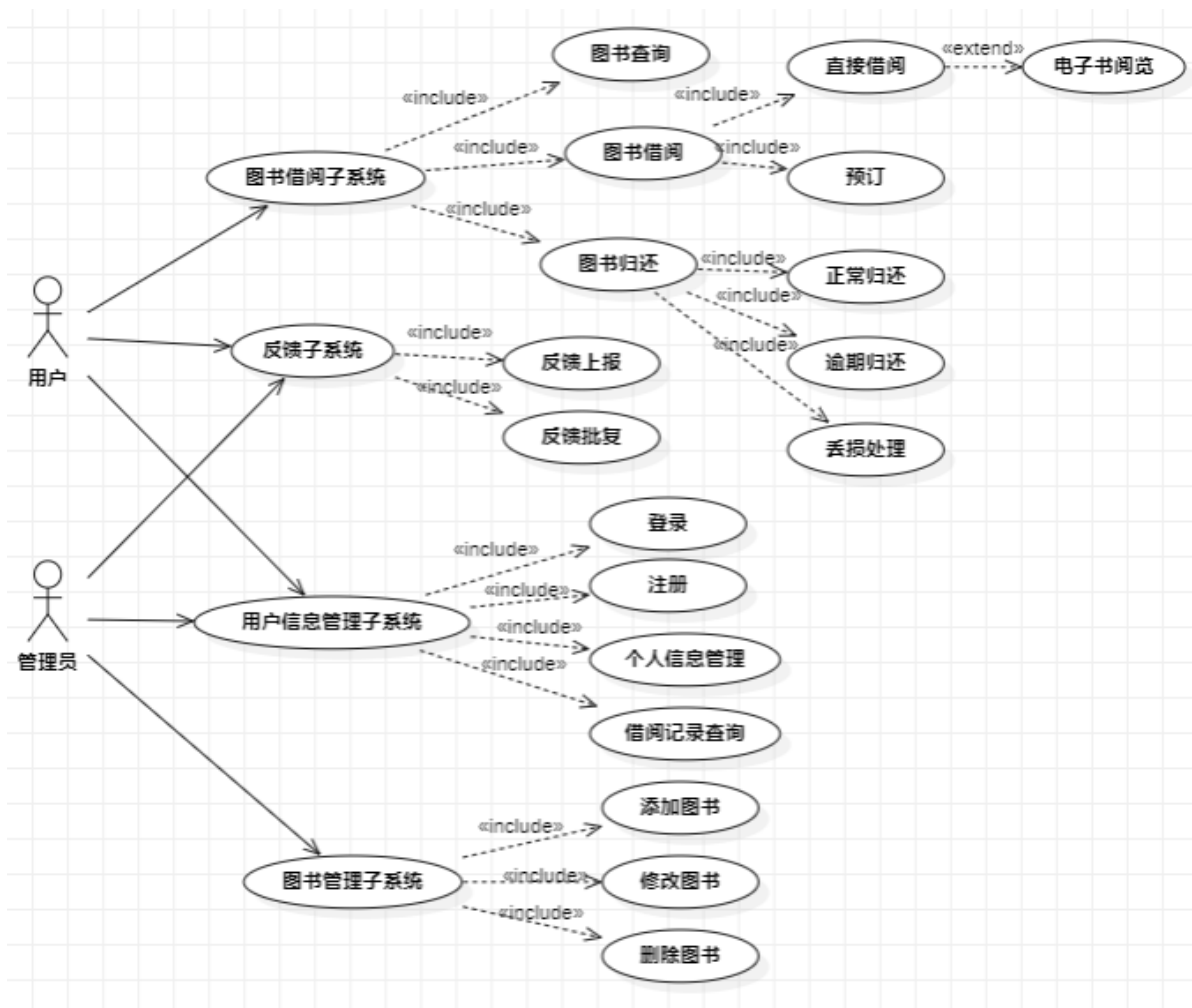 图书查询
直接借阅
«extend»
电子书阅览
«include»
«include»
图书借阅
«include»
«include»
图书借阅子系统
预订
«include»
图书归还
«include»
正常归还
«include»
用户
反馈子系统
«include»
反馈上报
«include»
逾期归还
«include»
反馈批复
丢损处理
登录
«include»
注册
«include»
管理员
用户信息管理子系统
«include»
个人信息管理
«include»
借阅记录查询
添加图书
«include»
图书管理子系统
«include»
修改图书
«include»
删除图书